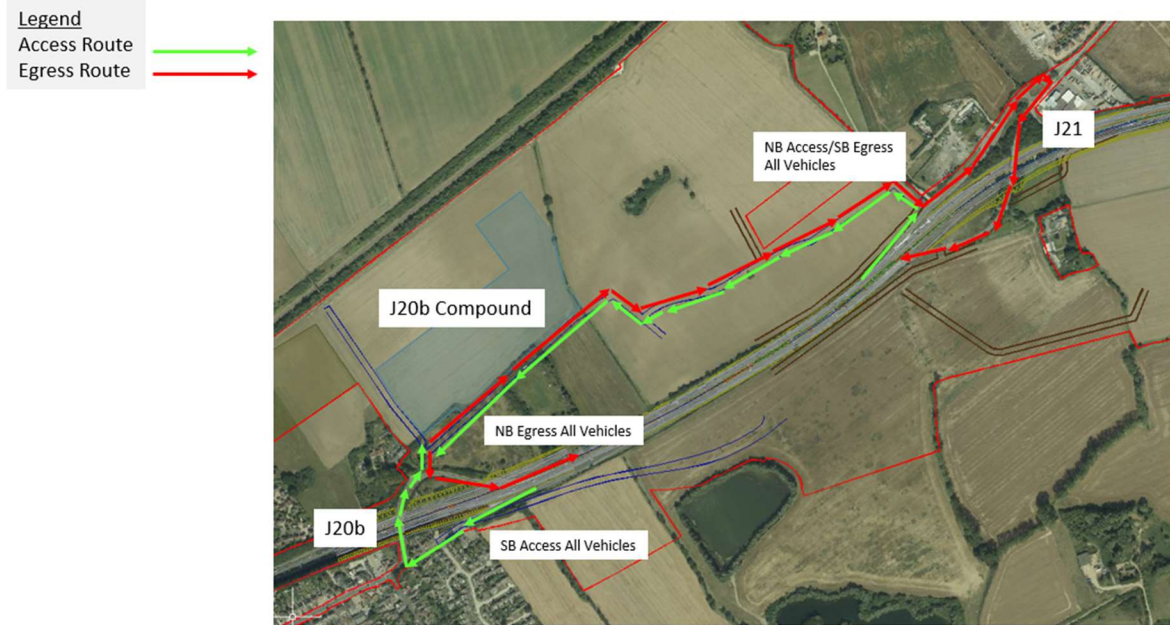 Legend
Access Route
Egress Route
NB Access/SB Egress
All Vehicles
J21
J20b Compound
NB Egress All Vehicles
J20b
SB Access All Vehicles